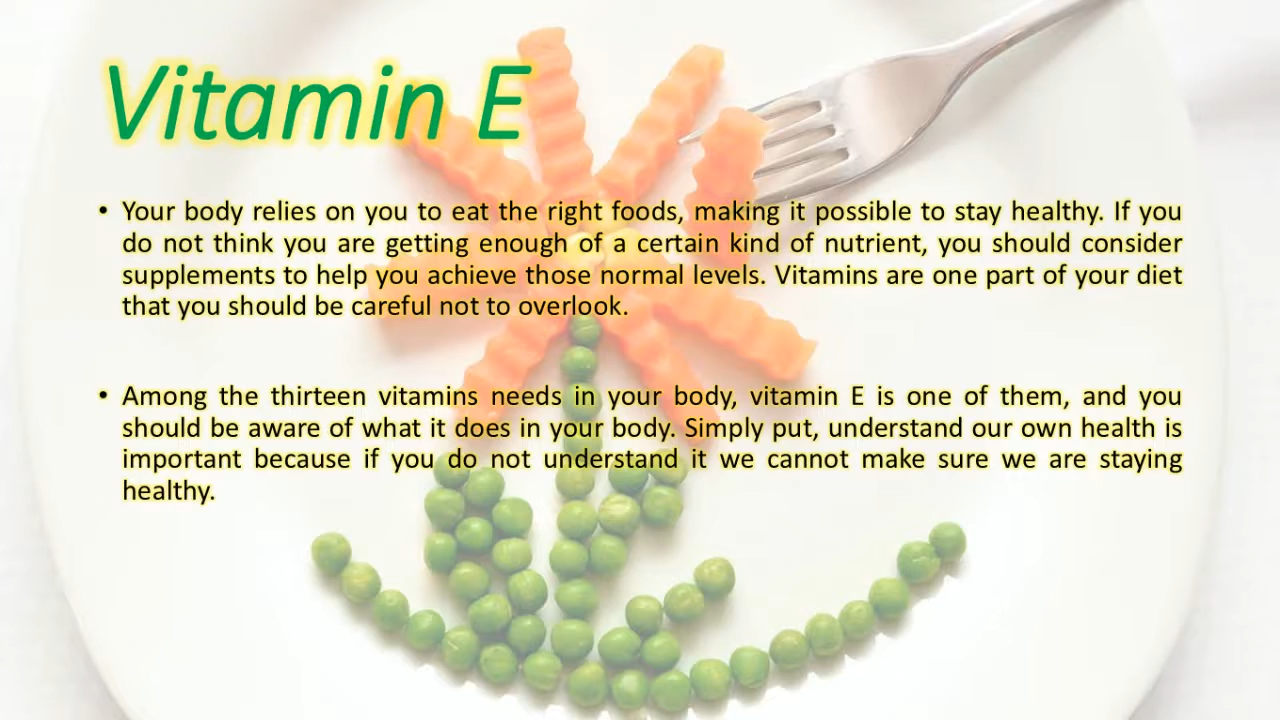 Vitamin E
• Your body relies on you to eat the right foods, making it possible to stay healthy. If you
do not think you are getting enough of a certain kind of nutrient, you should consider
supplements to help you achieve those normal levels. Vitamins are one part of your diet
that you should be careful not to overlook.
• Among the thirteen vitamins needs in your body, vitamin E is one of them, and you
should be aware of what it does in your body. Simply put, understand our own health is
important because if you do not understand it we cannot make sure we are staying
healthy.